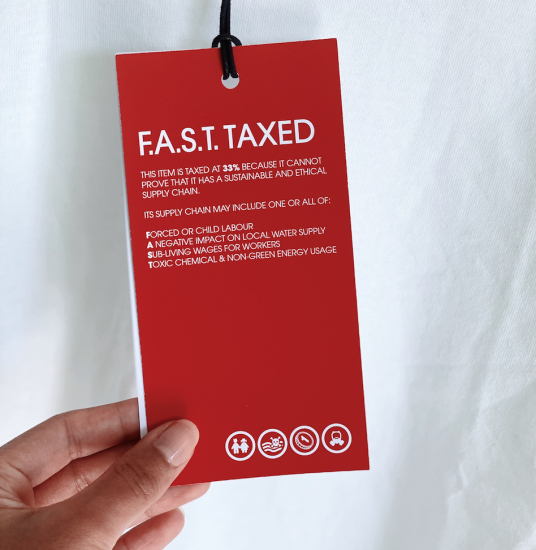 F.A.S.T. TAXED
THIS ITEM IS TAXED AT 33% BECAUSE IT CANNOT
PROVE THAT IT HAS A SUSTAINABLE AND ETHICAL
SUPPLY CHAIN.
ITS SUPPLY CHAIN MAY INCLUDE ONE OR ALL OF:
FORCED OR CHILD LABOUR
A NEGATIVE IMPACT ON LOCAL WATER SUPPLY
SUB-LIVING WAGES FOR WORKERS
TOXIC CHEMICAL & NON-GREEN ENERGY USAGE